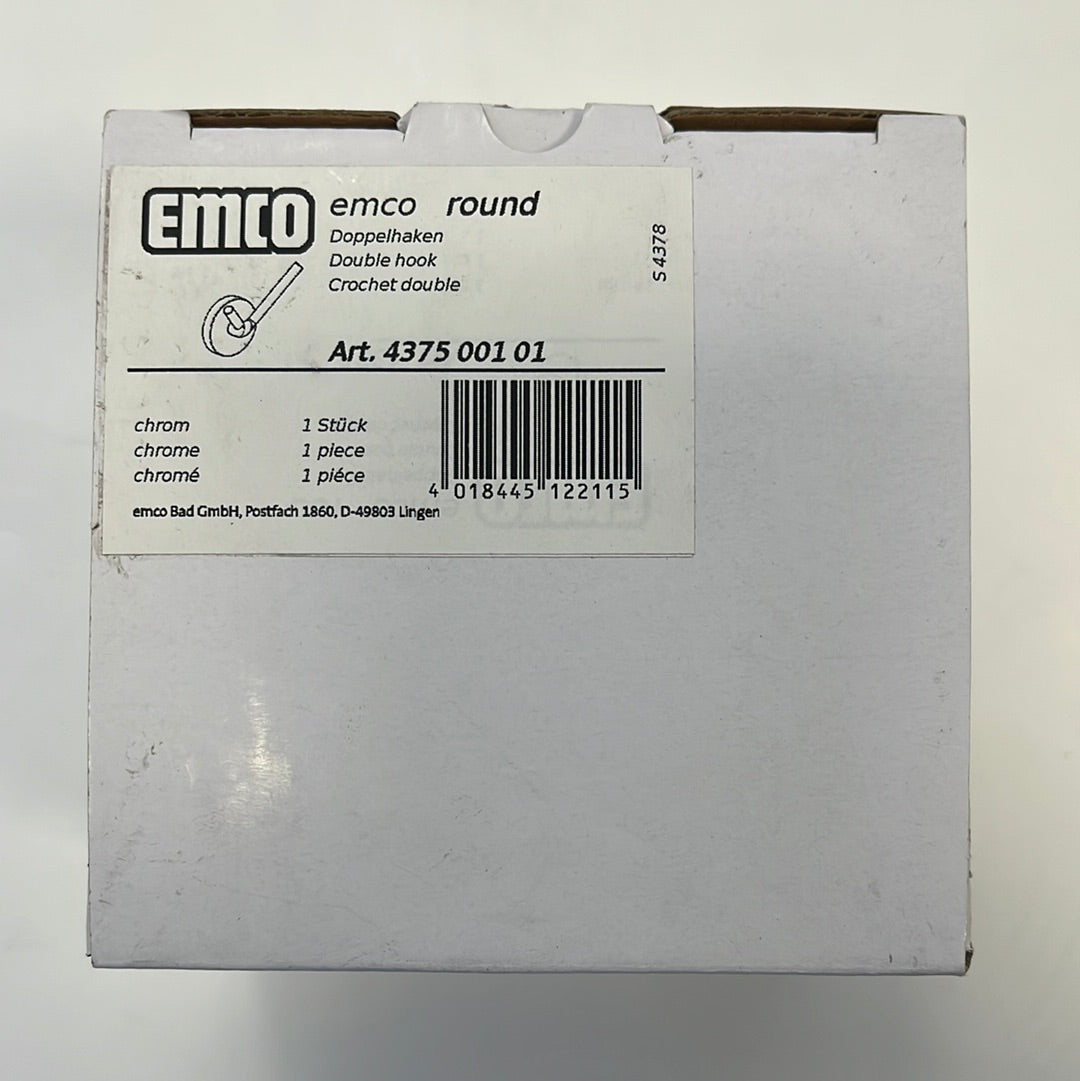 EMCO
emco round
Doppelhaken
Double hook
Crochet double
S 4378
Art. 4375 001 01
chrom 1 Stück
chrome 1 piece
chromé 1 piéce
4 018445 122115
emco Bad GmbH, Postfach 1860, D-49803 Lingen